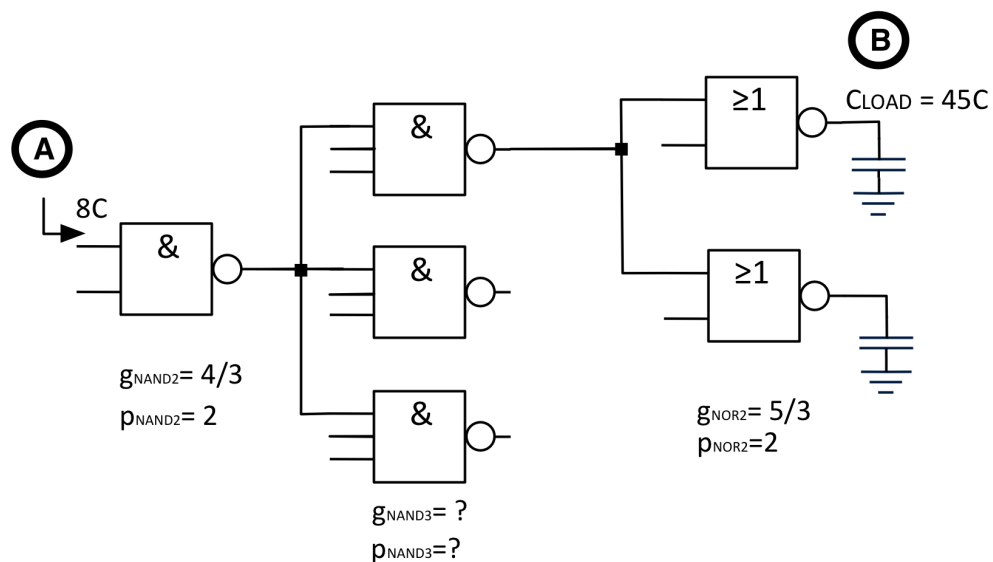 B
CLOAD = 45C
≥1
&
A
8C
&
&
≥1
gNAND2= 4/3
pNAND2= 2
&
gNOR2= 5/3
pNOR2=2
gNAND3= ?
pNAND3=?